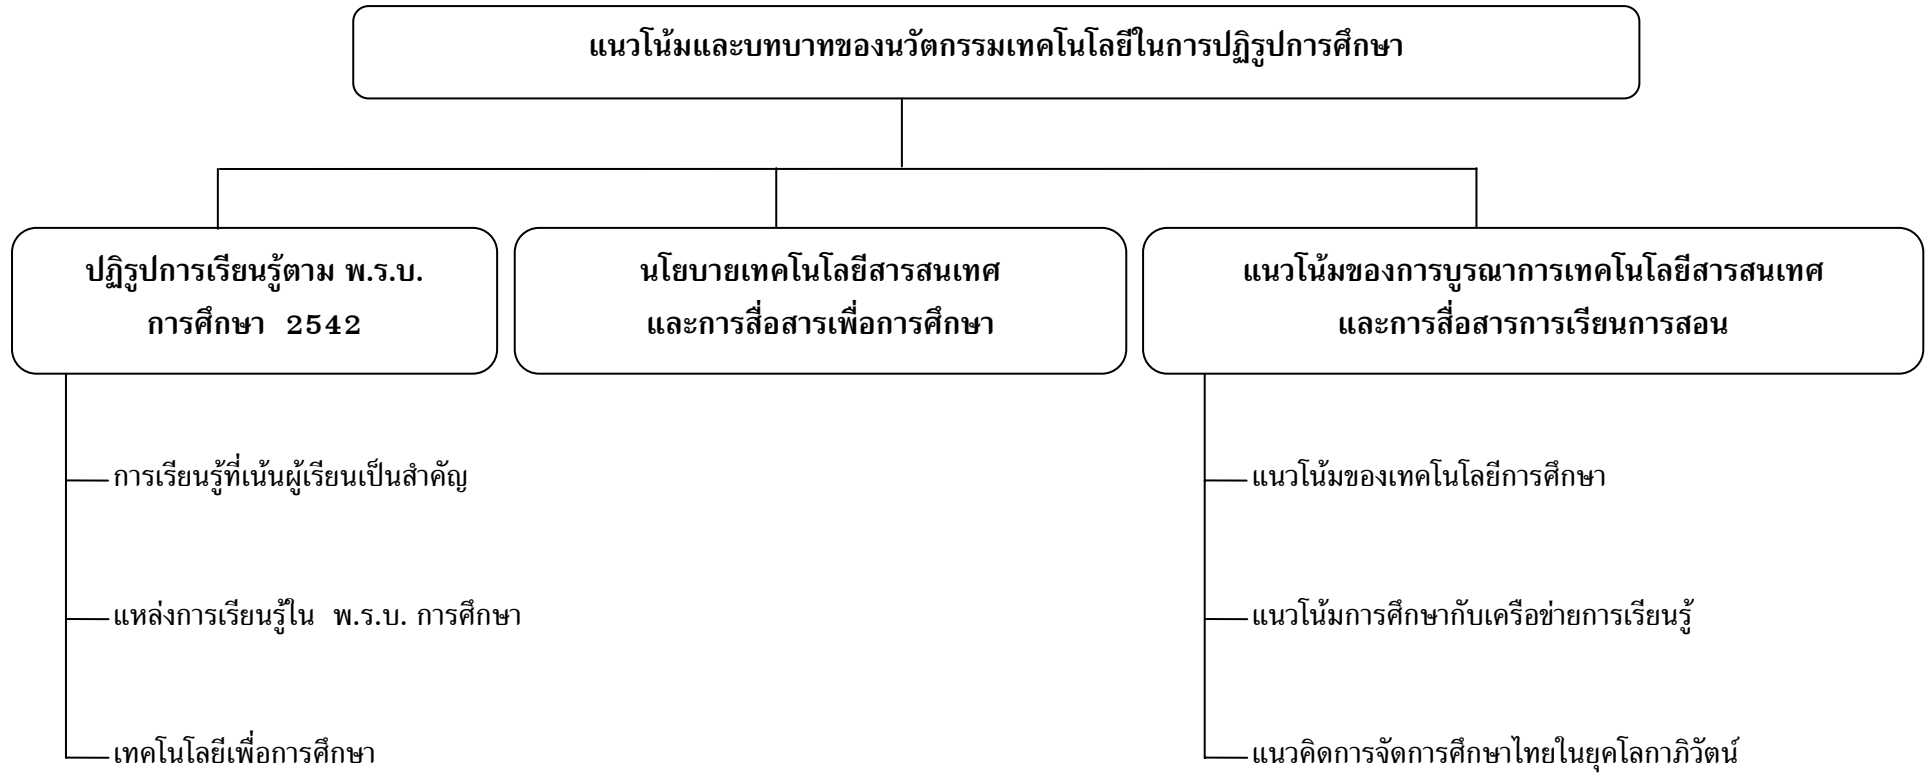 แนวโน้มและบทบาทของนวัตกรรมเทคโนโลยีในการปฏิรูปการศึกษา
ปฏิรูปการเรียนรู้ตาม พ.ร.บ.
การศึกษา 2542
นโยบายเทคโนโลยีสารสนเทศ
และการสื่อสารเพื่อการศึกษา
แนวโน้มของการบูรณาการเทคโนโลยีสารสนเทศ
และการสื่อสารการเรียนการสอน
การเรียนรู้ที่เน้นผู้เรียนเป็นสำคัญ
แหล่งการเรียนรู้ใน พ.ร.บ. การศึกษา
เทคโนโลยีเพื่อการศึกษา
แนวโน้มของเทคโนโลยีการศึกษา
แนวโน้มการศึกษากับเครือข่ายการเรียนรู้
แนวคิดการจัดการศึกษาไทยในยุคโลกาภิวัตน์